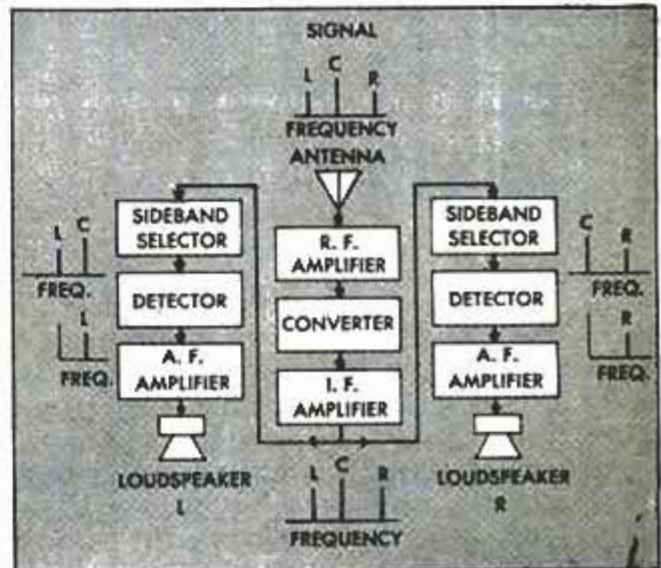 SIGNAL
L C R
FREQUENCY
ANTENNA
SIDEBAND
SELECTOR
DETECTOR
A. F.
AMPLIFIER
LOUDSPEAKER
L
L C
FREQ.
L
FREQ.
R. F.
AMPLIFIER
CONVERTER
I. F.
AMPLIFIER
L C R
FREQUENCY
SIDEBAND
SELECTOR
DETECTOR
A. F.
AMPLIFIER
LOUDSPEAKER
R
C R
FREQ.
R
FREQ.